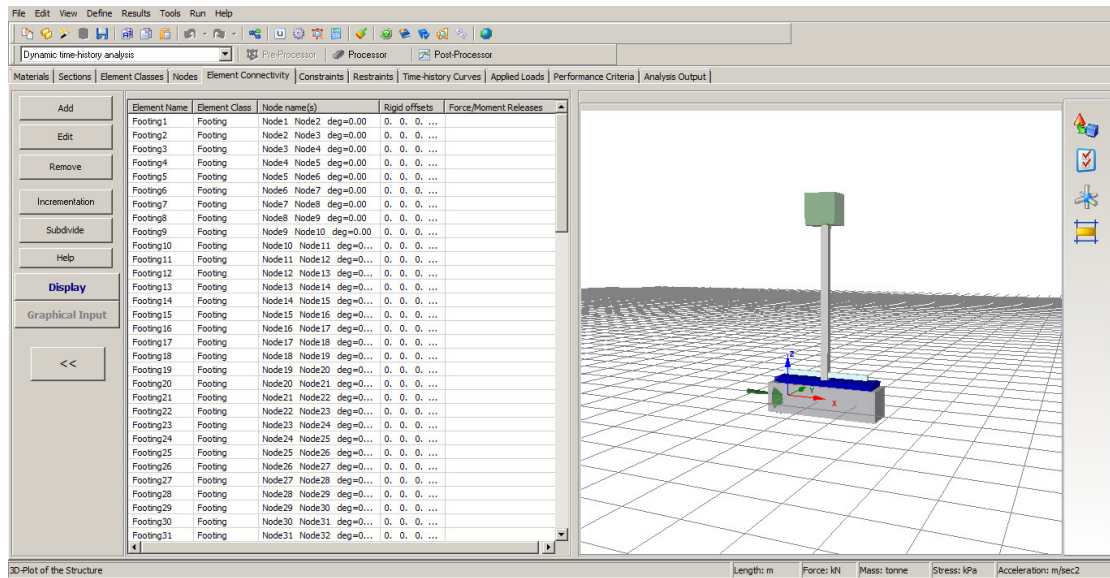 File Edit View Define Results Tools Run Help
Dynamic time-history analysis Pre-Processor Processor Post-Processor
Materials Sections Element Classes Nodes Element Connectivity Constraints Restraints Time-history Curves Applied Loads Performance Criteria Analysis Output
Add
Edit
Remove
Incrementation
Subdivide
Help
Display
Graphical Input
<<
Element Name Element Class Node name(s) Rigid offsets Force/Moment Releases
Footing1 Footing Node1 Node2 deg=0.00 0. 0. 0. ...
Footing2 Footing Node2 Node3 deg=0.00 0. 0. 0. ...
Footing3 Footing Node3 Node4 deg=0.00 0. 0. 0. ...
Footing4 Footing Node4 Node5 deg=0.00 0. 0. 0. ...
Footing5 Footing Node5 Node6 deg=0.00 0. 0. 0. ...
Footing6 Footing Node6 Node7 deg=0.00 0. 0. 0. ...
Footing7 Footing Node7 Node8 deg=0.00 0. 0. 0. ...
Footing8 Footing Node8 Node9 deg=0.00 0. 0. 0. ...
Footing9 Footing Node9 Node10 deg=0.00 0. 0. 0. ...
Footing10 Footing Node10 Node11 deg=0... 0. 0. 0. ...
Footing11 Footing Node11 Node12 deg=0... 0. 0. 0. ...
Footing12 Footing Node12 Node13 deg=0... 0. 0. 0. ...
Footing13 Footing Node13 Node14 deg=0... 0. 0. 0. ...
Footing14 Footing Node14 Node15 deg=0... 0. 0. 0. ...
Footing15 Footing Node15 Node16 deg=0... 0. 0. 0. ...
Footing16 Footing Node16 Node17 deg=0... 0. 0. 0. ...
Footing17 Footing Node17 Node18 deg=0... 0. 0. 0. ...
Footing18 Footing Node18 Node19 deg=0... 0. 0. 0. ...
Footing19 Footing Node19 Node20 deg=0... 0. 0. 0. ...
Footing20 Footing Node20 Node21 deg=0... 0. 0. 0. ...
Footing21 Footing Node21 Node22 deg=0... 0. 0. 0. ...
Footing22 Footing Node22 Node23 deg=0... 0. 0. 0. ...
Footing23 Footing Node23 Node24 deg=0... 0. 0. 0. ...
Footing24 Footing Node24 Node25 deg=0... 0. 0. 0. ...
Footing25 Footing Node25 Node26 deg=0... 0. 0. 0. ...
Footing26 Footing Node26 Node27 deg=0... 0. 0. 0. ...
Footing27 Footing Node27 Node28 deg=0... 0. 0. 0. ...
Footing28 Footing Node28 Node29 deg=0... 0. 0. 0. ...
Footing29 Footing Node29 Node30 deg=0... 0. 0. 0. ...
Footing30 Footing Node30 Node31 deg=0... 0. 0. 0. ...
Footing31 Footing Node31 Node32 deg=0... 0. 0. 0. ...
Z
Y
X
3D-Plot of the Structure Length: m Force: kN Mass: tonne Stress: kPa Acceleration: m/sec2